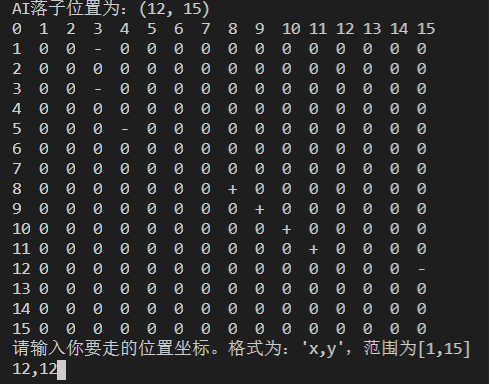 AI落子位置为：(12, 15)
0 1 2 3 4 5 6 7 8 9 10 11 12 13 14 15
1 0 0 - 0 0 0 0 0 0 0 0 0 0 0 0
2 0 0 0 0 0 0 0 0 0 0 0 0 0 0 0
3 0 0 - 0 0 0 0 0 0 0 0 0 0 0 0
4 0 0 0 0 0 0 0 0 0 0 0 0 0 0 0
5 0 0 0 - 0 0 0 0 0 0 0 0 0 0 0
6 0 0 0 0 0 0 0 0 0 0 0 0 0 0 0
7 0 0 0 0 0 0 0 0 0 0 0 0 0 0 0
8 0 0 0 0 0 0 0 + 0 0 0 0 0 0 0
9 0 0 0 0 0 0 0 0 + 0 0 0 0 0 0
10 0 0 0 0 0 0 0 0 0 + 0 0 0 0 0
11 0 0 0 0 0 0 0 0 0 0 + 0 0 0 0
12 0 0 0 0 0 0 0 0 0 0 0 0 0 0 -
13 0 0 0 0 0 0 0 0 0 0 0 0 0 0 0
14 0 0 0 0 0 0 0 0 0 0 0 0 0 0 0
15 0 0 0 0 0 0 0 0 0 0 0 0 0 0 0
请输入你要走的位置坐标。格式为：'x,y'，范围为[1,15]
12,12